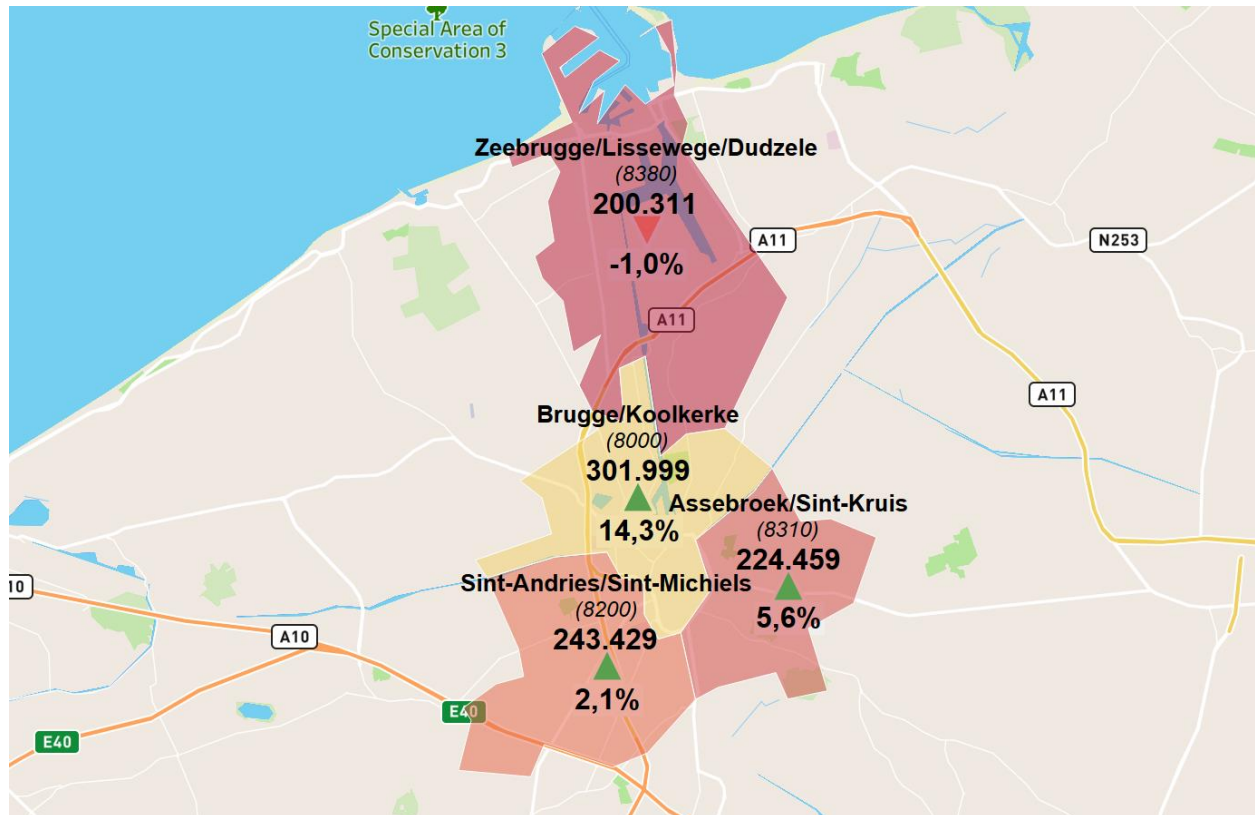 Special Area of
Conservation 3
Zeebrugge/Lissewege/Dudzele
(8380)
200.311
A11
N253
-1,0%
A11
A11
Brugge/Koolkerke
(8000)
301.999
14,3%
Assebroek/Sint-Kruis
(8310)
224.459
5,6%
Sint-Andries/Sint-Michiels
(8200)
243.429
2,1%
10
A10
E40
E40